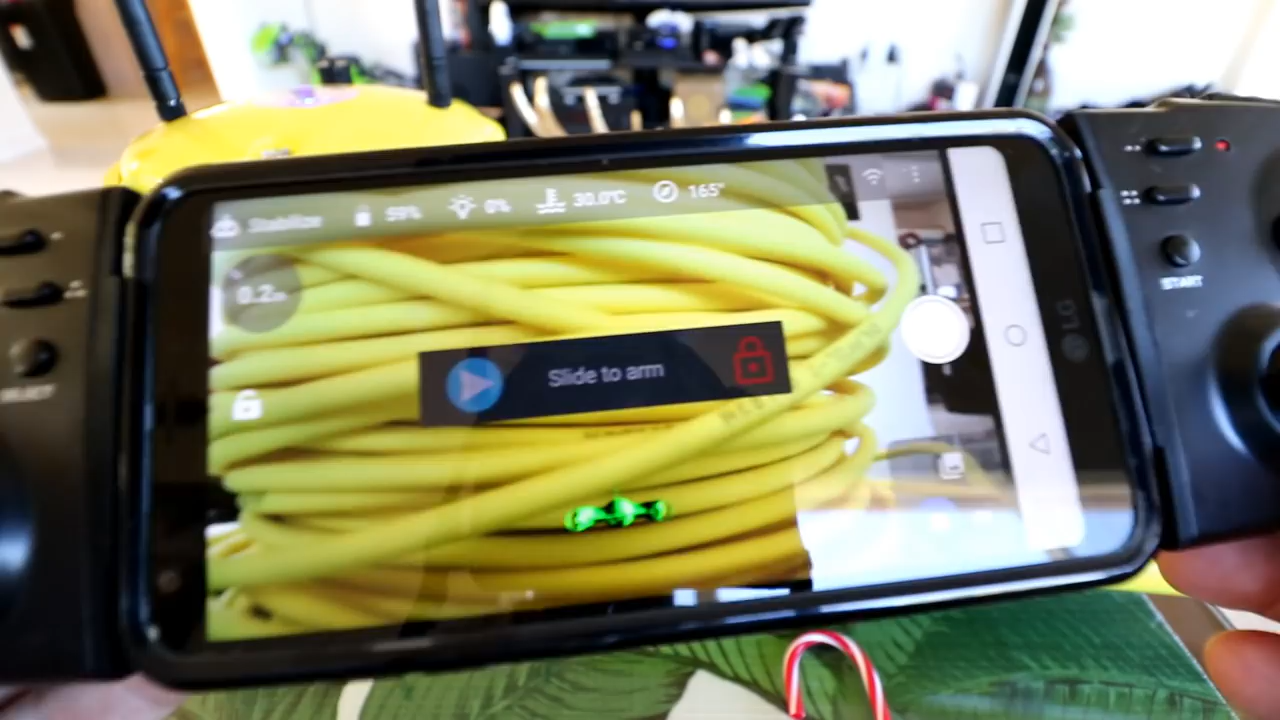 Stabilize 59% 0% 30.0°C 165°
0.2m
Slide to arm
START
SELECT
LG